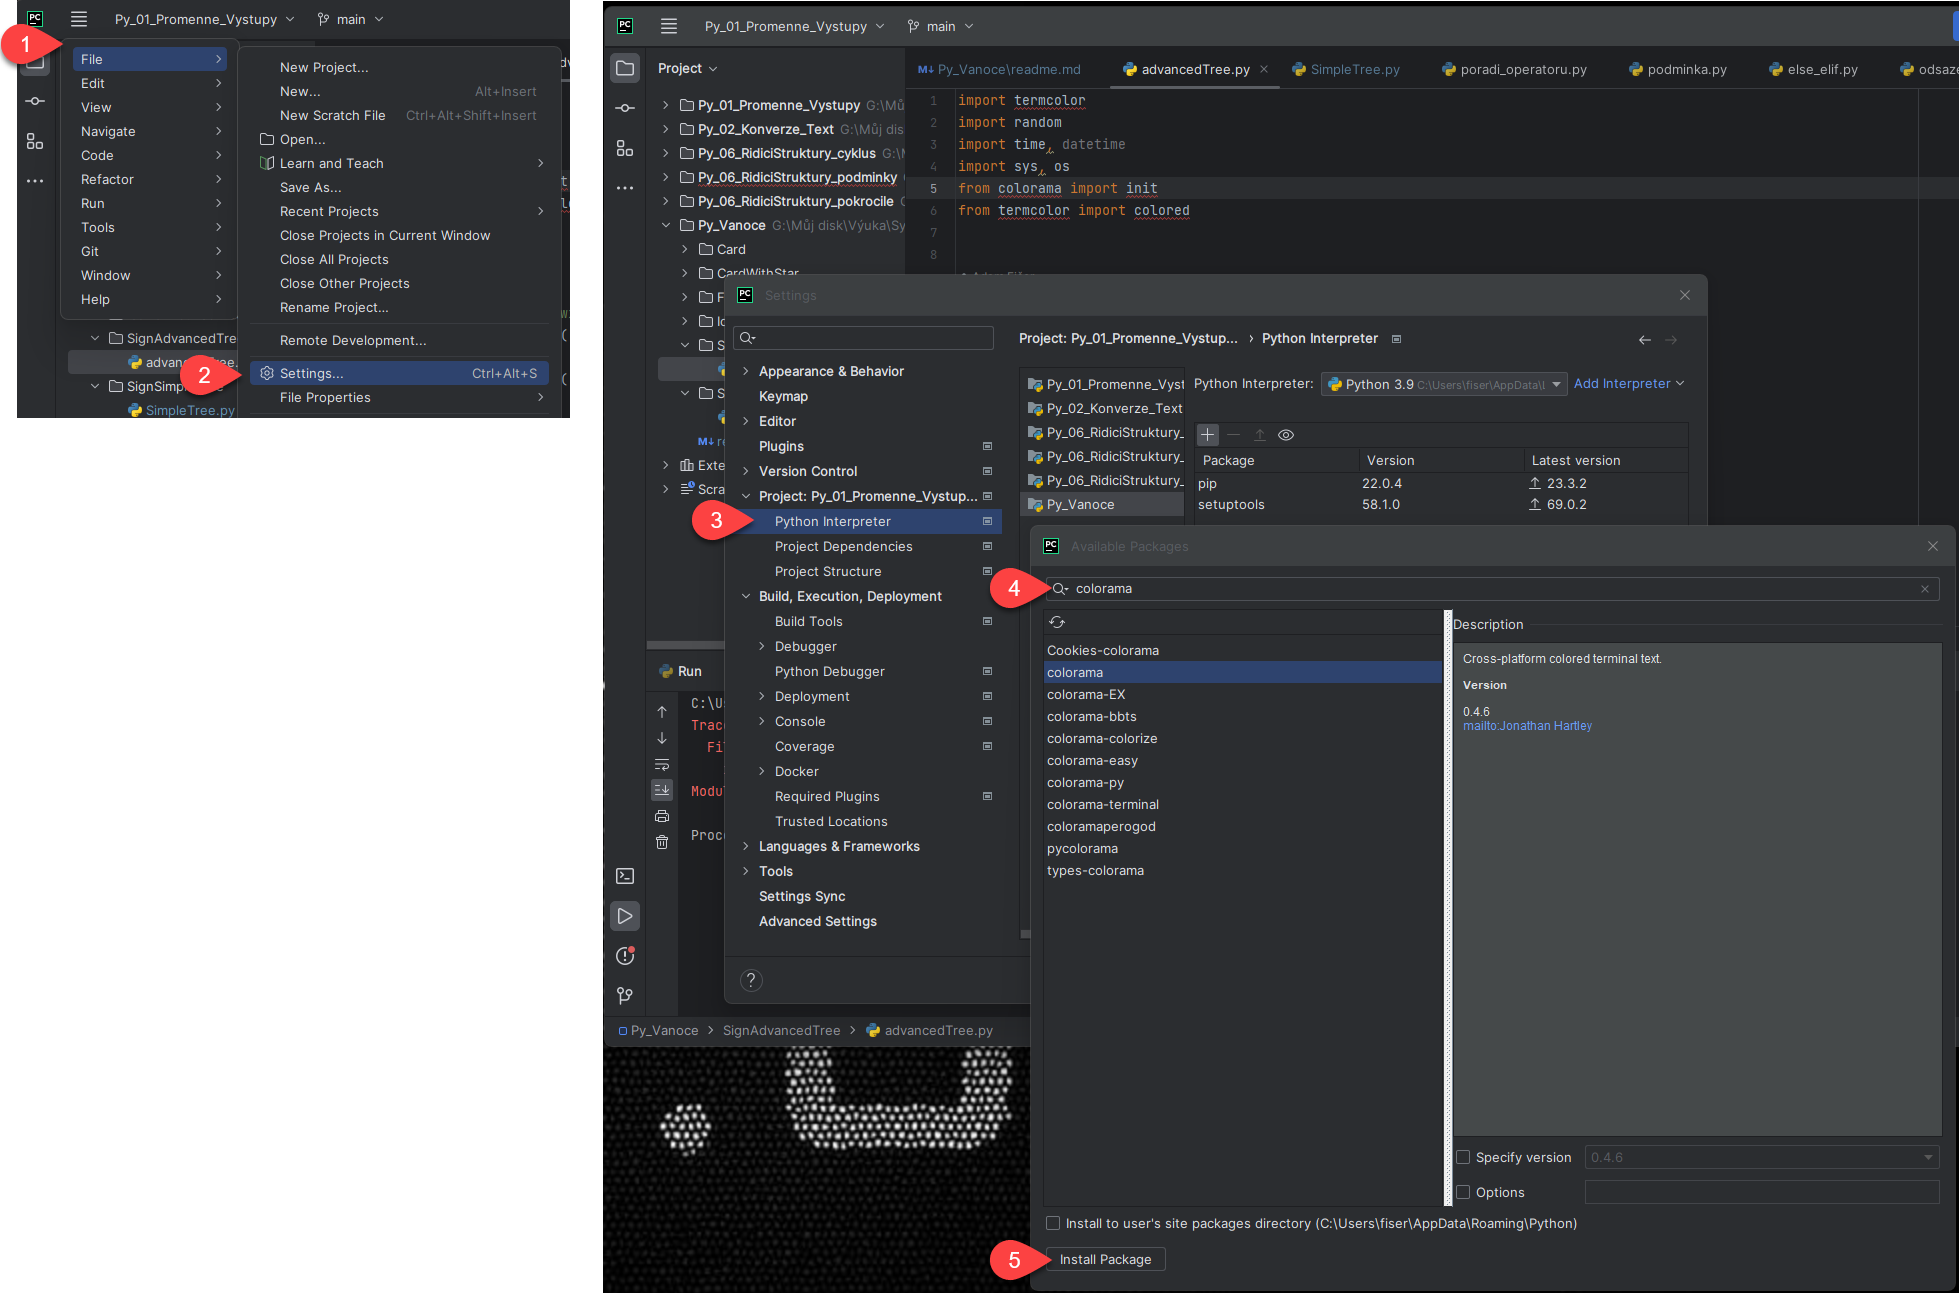 PC Py_01_Promenne_Vystupy main
1
File
Edit
View
Navigate
Code
Refactor
Run
Tools
Git
Window
Help
New Project...
New... Alt+Insert
New Scratch File Ctrl+Alt+Shift+Insert
Open...
Learn and Teach
Save As...
Recent Projects
Close Projects in Current Window
Close All Projects
Close Other Projects
Rename Project...
Remote Development...
2
Settings... Ctrl+Alt+S
File Properties
SignAdvancedTre
advancedTree.
SignSimp
SimpleTree.py
PC Py_01_Promenne_Vystupy main
Project
Py_01_Promenne_Vystupy G:\Mů
Py_02_Konverze_Text G:\Můj dis
Py_06_RidiciStruktury_cyklus G:\
Py_06_RidiciStruktury_podminky
Py_06_RidiciStruktury_pokrocile
Py_Vanoce G:\Můj disk\Výuka\Sy
Card
CardWithStar
Exte
Scra
M↓ Py_Vanoce\readme.md advancedTree.py SimpleTree.py poradi_operatoru.py podminka.py else_elif.py odsaze
1 import termcolor
2 import random
3 import time, datetime
4 import sys, os
5 from colorama import init
6 from termcolor import colored
7
8
PC Settings
Appearance & Behavior
Keymap
Editor
Plugins
Version Control
Project: Py_01_Promenne_Vystup...
3
Python Interpreter
Project Dependencies
Project Structure
Build, Execution, Deployment
Build Tools
Debugger
Python Debugger
Deployment
Console
Coverage
Docker
Required Plugins
Trusted Locations
Languages & Frameworks
Tools
Settings Sync
Advanced Settings
?
Project: Py_01_Promenne_Vystup... › Python Interpreter
Py_01_Promenne_Vyst
Py_02_Konverze_Text
Py_06_RidiciStruktury_
Py_06_RidiciStruktury_
Py_06_RidiciStruktury_
Py_Vanoce
Python Interpreter: Python 3.9 C:\Users\fiser\AppData\L Add Interpreter
Package Version Latest version
pip 22.0.4 23.3.2
setuptools 58.1.0 69.0.2
Run
C:\U
Trac
Fi
Modu
Proc
PC Available Packages
4
colorama
Cookies-colorama
colorama
colorama-EX
colorama-bbts
colorama-colorize
colorama-easy
colorama-py
colorama-terminal
coloramaperogod
pycolorama
types-colorama
Description
Cross-platform colored terminal text.
Version
0.4.6
mailto:Jonathan Hartley
Specify version 0.4.6
Options
Install to user's site packages directory (C:\Users\fiser\AppData\Roaming\Python)
5
Install Package
Py_Vanoce › SignAdvancedTree › advancedTree.py